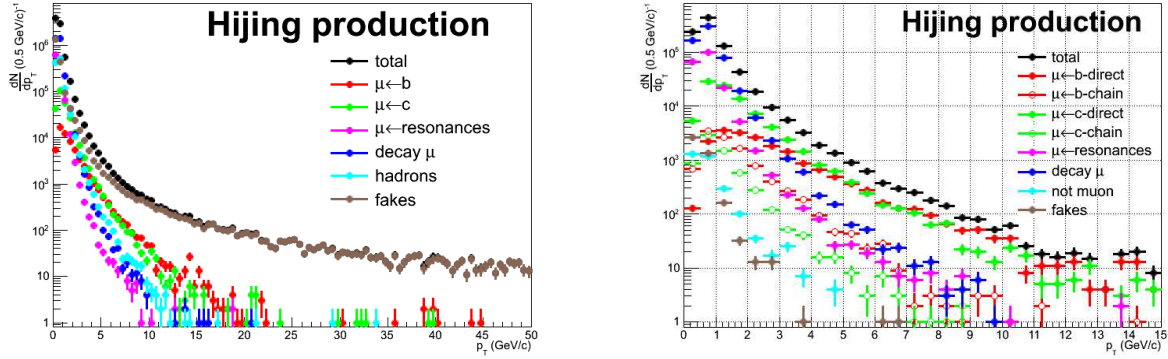 Hijing production
dN/dp_T (0.5 GeV/c)^-1
10^6
10^5
10^4
10^3
10^2
10
1
total
μ←b
μ←c
μ←resonances
decay μ
hadrons
fakes
0 5 10 15 20 25 30 35 40 45 50
p_T (GeV/c)
Hijing production
dN/dp_T (0.5 GeV/c)^-1
10^5
10^4
10^3
10^2
10
1
total
μ←b-direct
μ←b-chain
μ←c-direct
μ←c-chain
μ←resonances
decay μ
not muon
fakes
0 1 2 3 4 5 6 7 8 9 10 11 12 13 14 15
p_T (GeV/c)